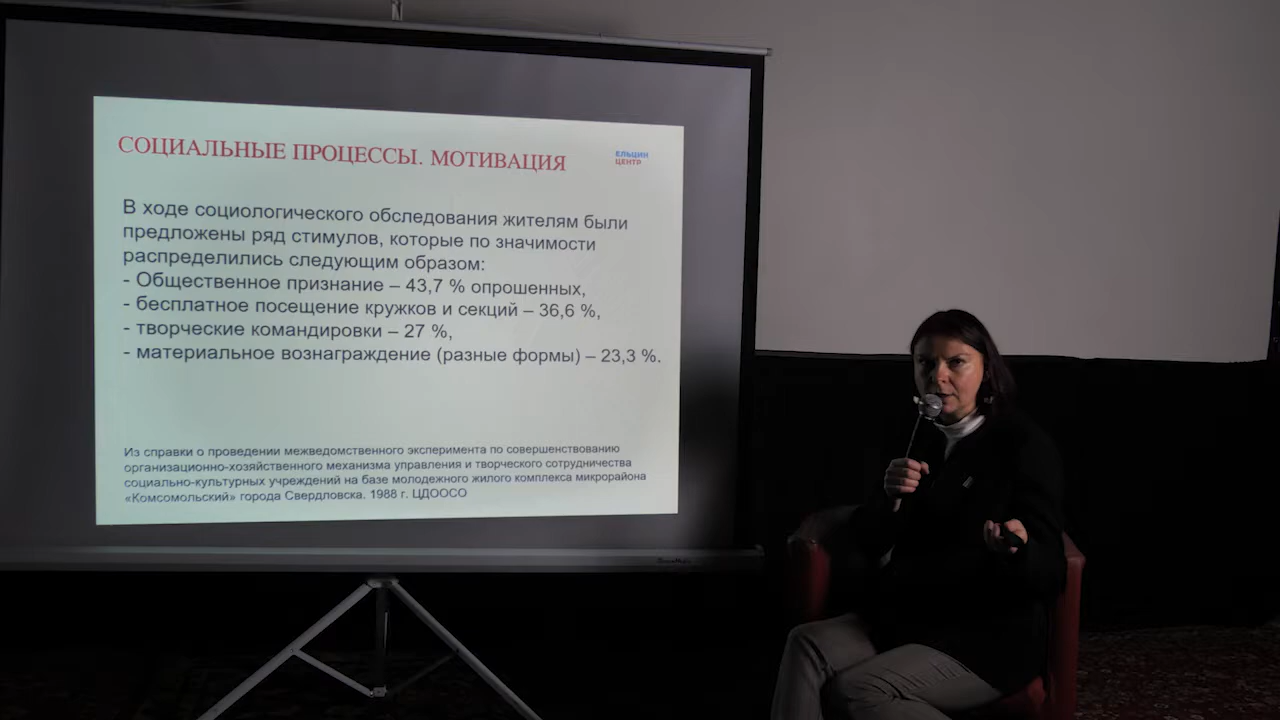 СОЦИАЛЬНЫЕ ПРОЦЕССЫ. МОТИВАЦИЯ
ЕЛЬЦИН
ЦЕНТР
В ходе социологического обследования жителям были
предложены ряд стимулов, которые по значимости
распределились следующим образом:
- Общественное признание – 43,7 % опрошенных,
- бесплатное посещение кружков и секций – 36,6 %,
- творческие командировки – 27 %,
- материальное вознаграждение (разные формы) – 23,3 %.
Из справки о проведении межведомственного эксперимента по совершенствованию
организационно-хозяйственного механизма управления и творческого сотрудничества
социально-культурных учреждений на базе молодежного жилого комплекса микрорайона
«Комсомольский» города Свердловска. 1988 г. ЦДООСО